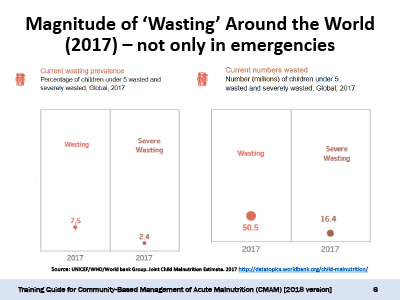 Magnitude of ‘Wasting’ Around the World
(2017) – not only in emergencies
Current wasting prevalence
Percentage of children under 5 wasted and
severely wasted, Global, 2017
Current numbers wasted
Number (millions) of children under 5
wasted and severely wasted, Global, 2017
Wasting
Severe
Wasting
7.5
2.4
2017
2017
Wasting
Severe
Wasting
50.5
16.4
2017
2017
Source: UNICEF/WHO/World bank Group. Joint Child Malnutrition Estimate. 2017 http://datatopics.worldbank.org/child-malnutrition/
Training Guide for Community-Based Management of Acute Malnutrition (CMAM) [2018 version]
6